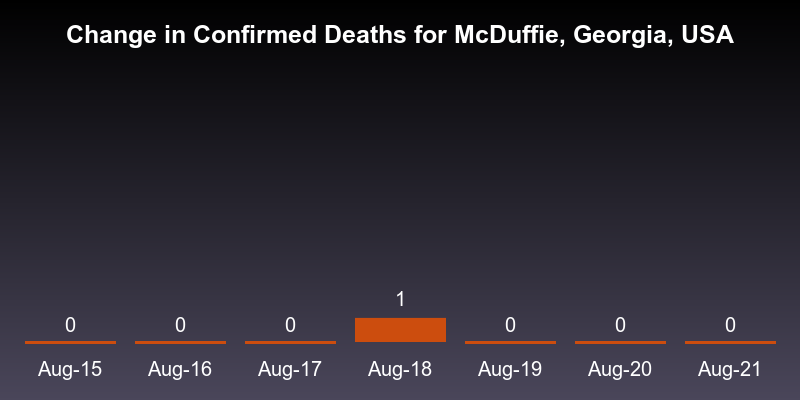 Change in Confirmed Deaths for McDuffie, Georgia, USA
1
0 0 0 0 0 0
Aug-15 Aug-16 Aug-17 Aug-18 Aug-19 Aug-20 Aug-21